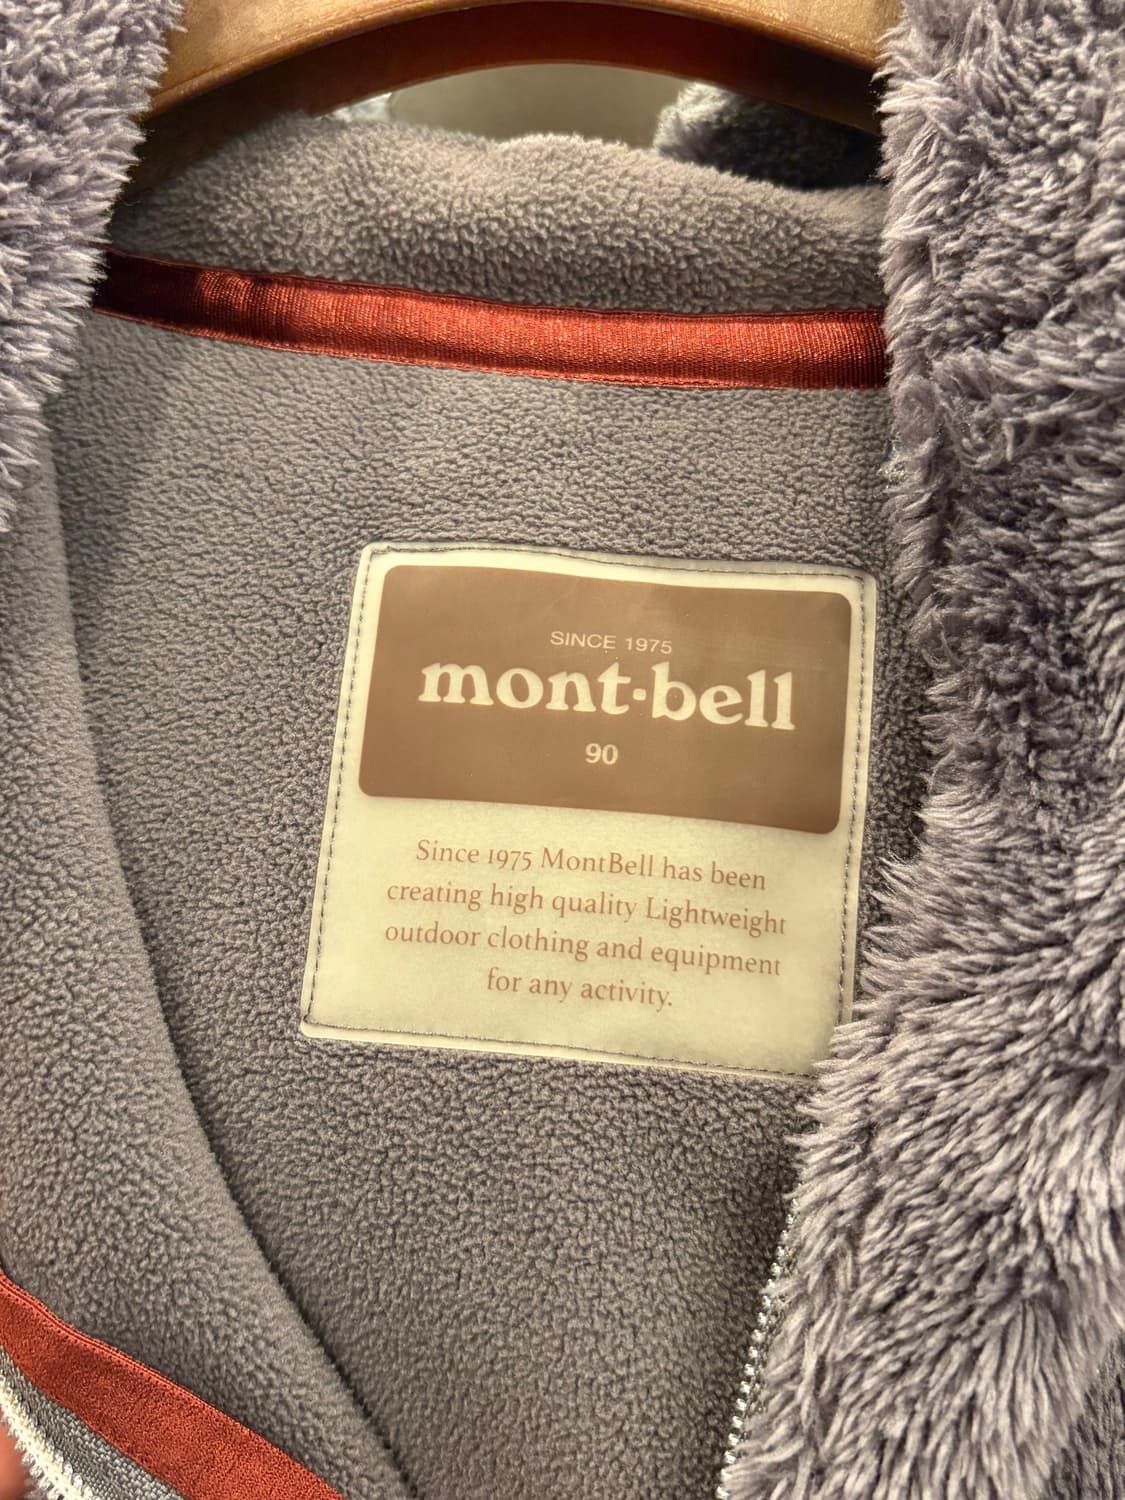 SINCE 1975
mont-bell
90
Since 1975 MontBell has been
creating high quality Lightweight
outdoor clothing and equipment
for any activity.